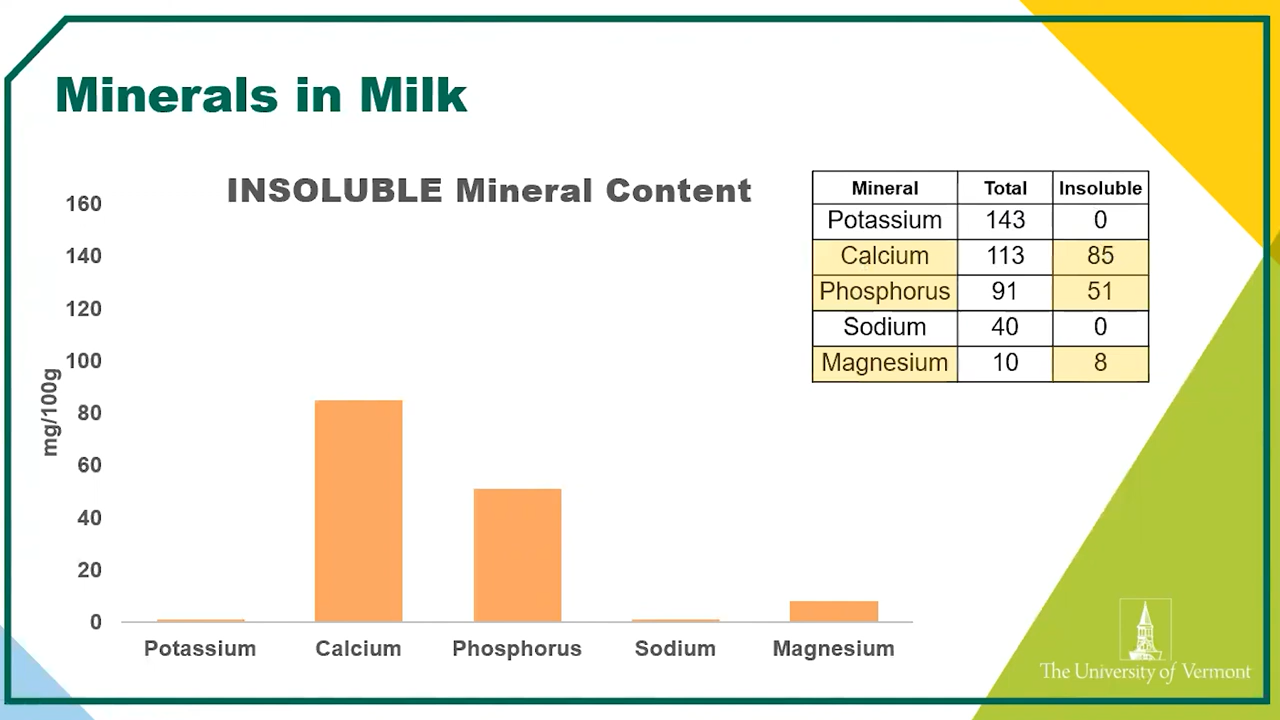 Minerals in Milk
INSOLUBLE Mineral Content
160
140
120
100
80
60
40
20
0
mg/100g
Potassium Calcium Phosphorus Sodium Magnesium
Mineral Total Insoluble
Potassium 143 0
Calcium 113 85
Phosphorus 91 51
Sodium 40 0
Magnesium 10 8
The University of Vermont